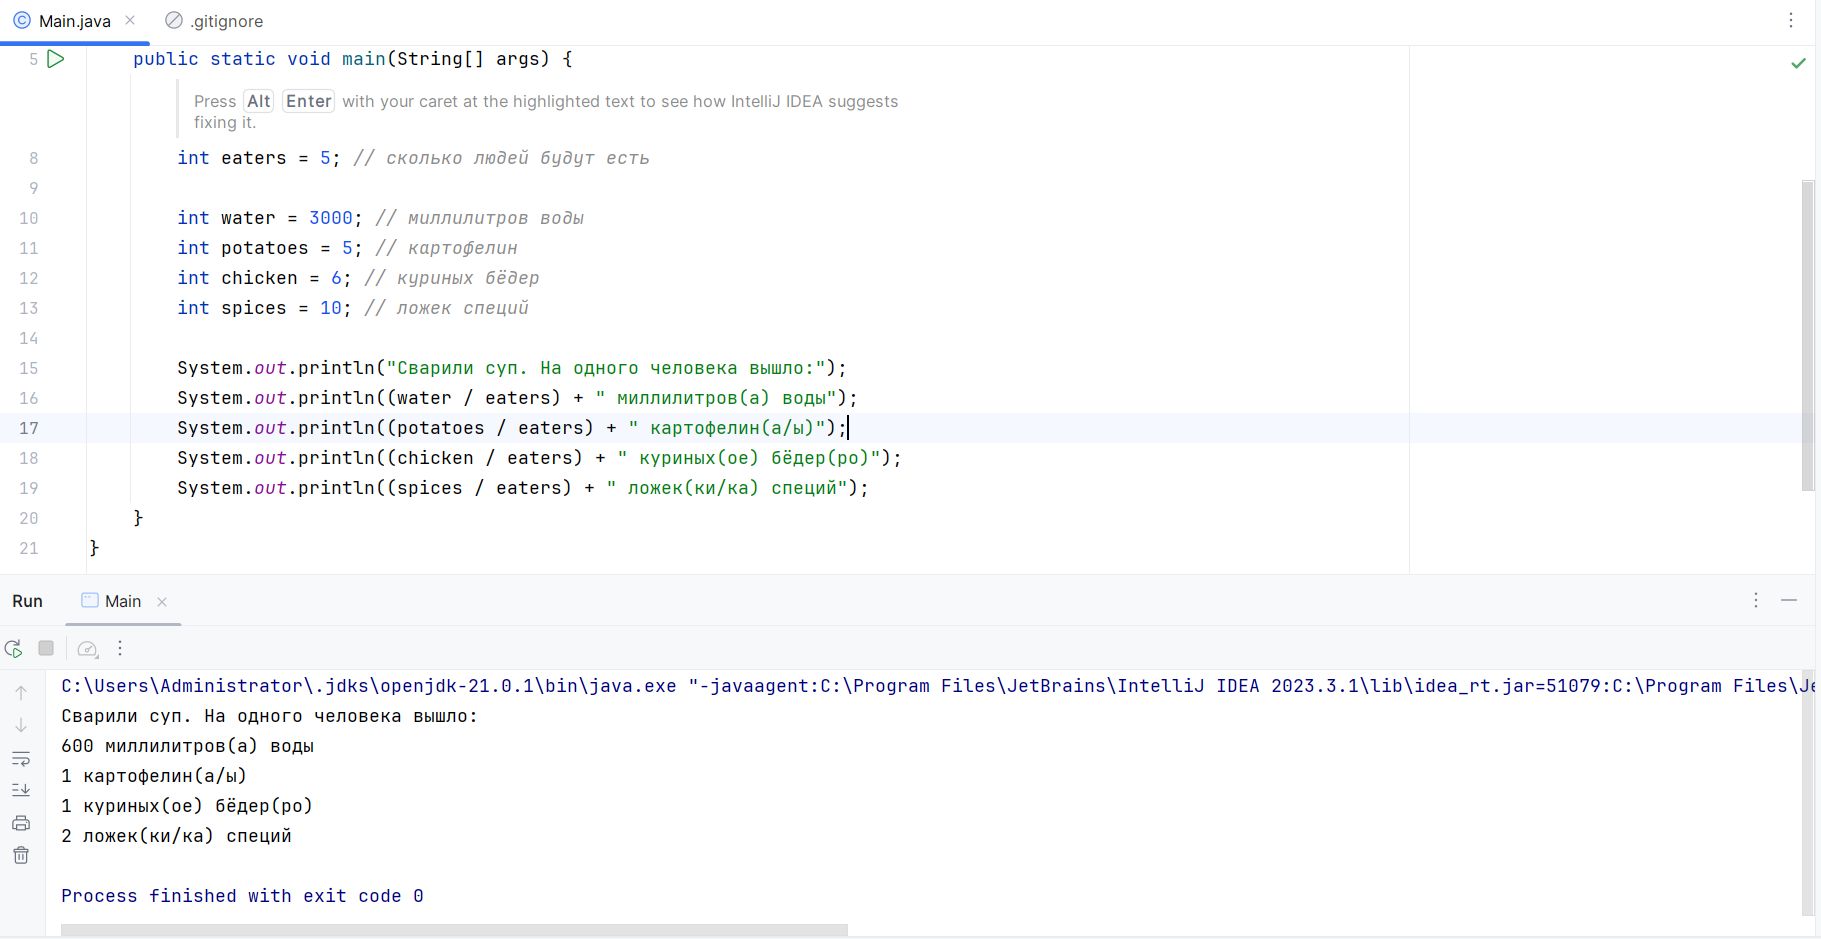 Main.java
.gitignore
5 public static void main(String[] args) {
Press Alt Enter with your caret at the highlighted text to see how IntelliJ IDEA suggests
fixing it.
8 int eaters = 5; // сколько людей будут есть
9
10 int water = 3000; // миллилитров воды
11 int potatoes = 5; // картофелин
12 int chicken = 6; // куриных бёдер
13 int spices = 10; // ложек специй
14
15 System.out.println("Сварили суп. На одного человека вышло:");
16 System.out.println((water / eaters) + " миллилитров(а) воды");
17 System.out.println((potatoes / eaters) + " картофелин(а/ы)");
18 System.out.println((chicken / eaters) + " куриных(ое) бёдер(ро)");
19 System.out.println((spices / eaters) + " ложек(ки/ка) специй");
20 }
21 }
Run Main
C:\Users\Administrator\.jdks\openjdk-21.0.1\bin\java.exe "-javaagent:C:\Program Files\JetBrains\IntelliJ IDEA 2023.3.1\lib\idea_rt.jar=51079:C:\Program Files\Je
Сварили суп. На одного человека вышло:
600 миллилитров(а) воды
1 картофелин(а/ы)
1 куриных(ое) бёдер(ро)
2 ложек(ки/ка) специй
Process finished with exit code 0